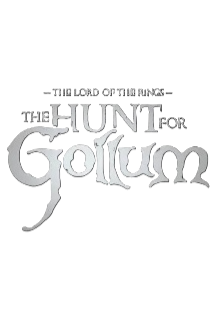 – THE LORD OF THE RINGS –
THE HUNT FOR
Gollum